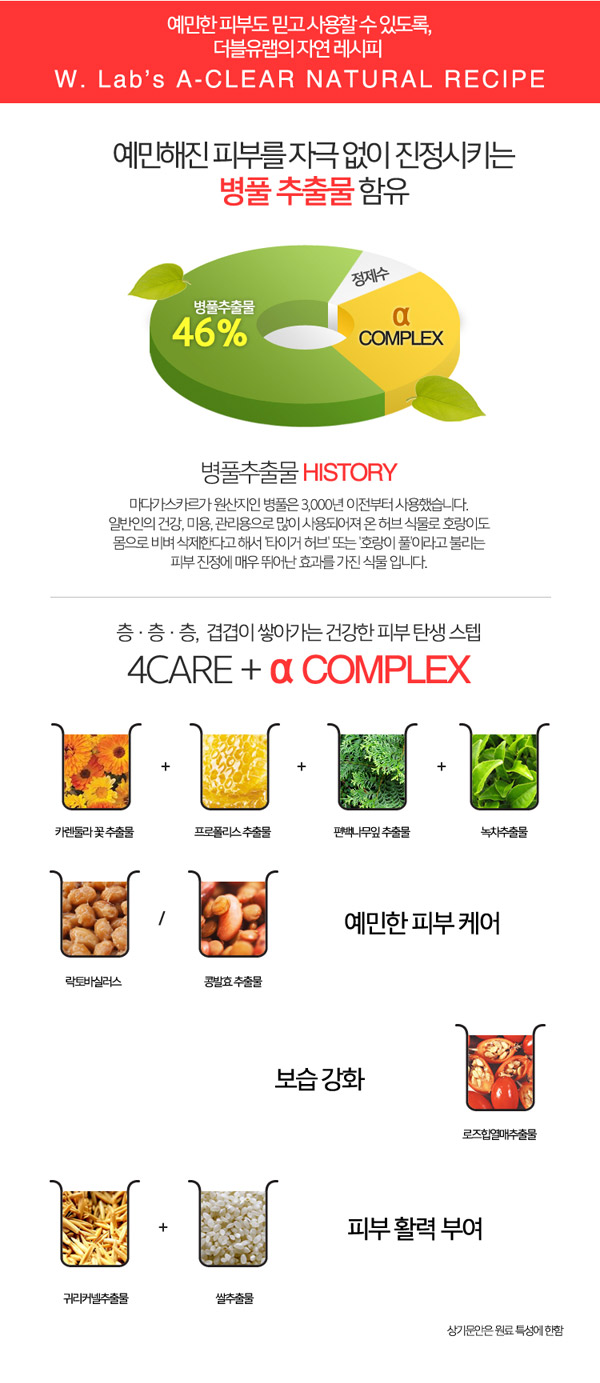 예민한 피부도 믿고 사용할 수 있도록,
더블유랩의 자연 레시피
W. Lab's A-CLEAR NATURAL RECIPE
예민해진 피부를 자극 없이 진정시키는
병풀 추출물 함유
정제수
병풀추출물
46%
α
COMPLEX
병풀추출물 HISTORY
마다가스카르가 원산지인 병풀은 3,000년 이전부터 사용했습니다.
일반인의 건강, 미용, 관리용으로 많이 사용되어져 온 허브 식물로 호랑이도
몸으로 비벼 삭제한다고 해서 '타이거 허브' 또는 '호랑이 풀'이라고 불리는
피부 진정에 매우 뛰어난 효과를 가진 식물 입니다.
층 · 층 · 층, 겹겹이 쌓아가는 건강한 피부 탄생 스텝
4CARE + α COMPLEX
+ + +
카렌둘라 꽃 추출물 프로폴리스 추출물 편백나무잎 추출물 녹차추출물
/
예민한 피부 케어
락토바실러스 콩발효 추출물
보습 강화
로즈힙열매추출물
+
피부 활력 부여
귀리커넬추출물 쌀추출물
상기문안은 원료 특성에 한함